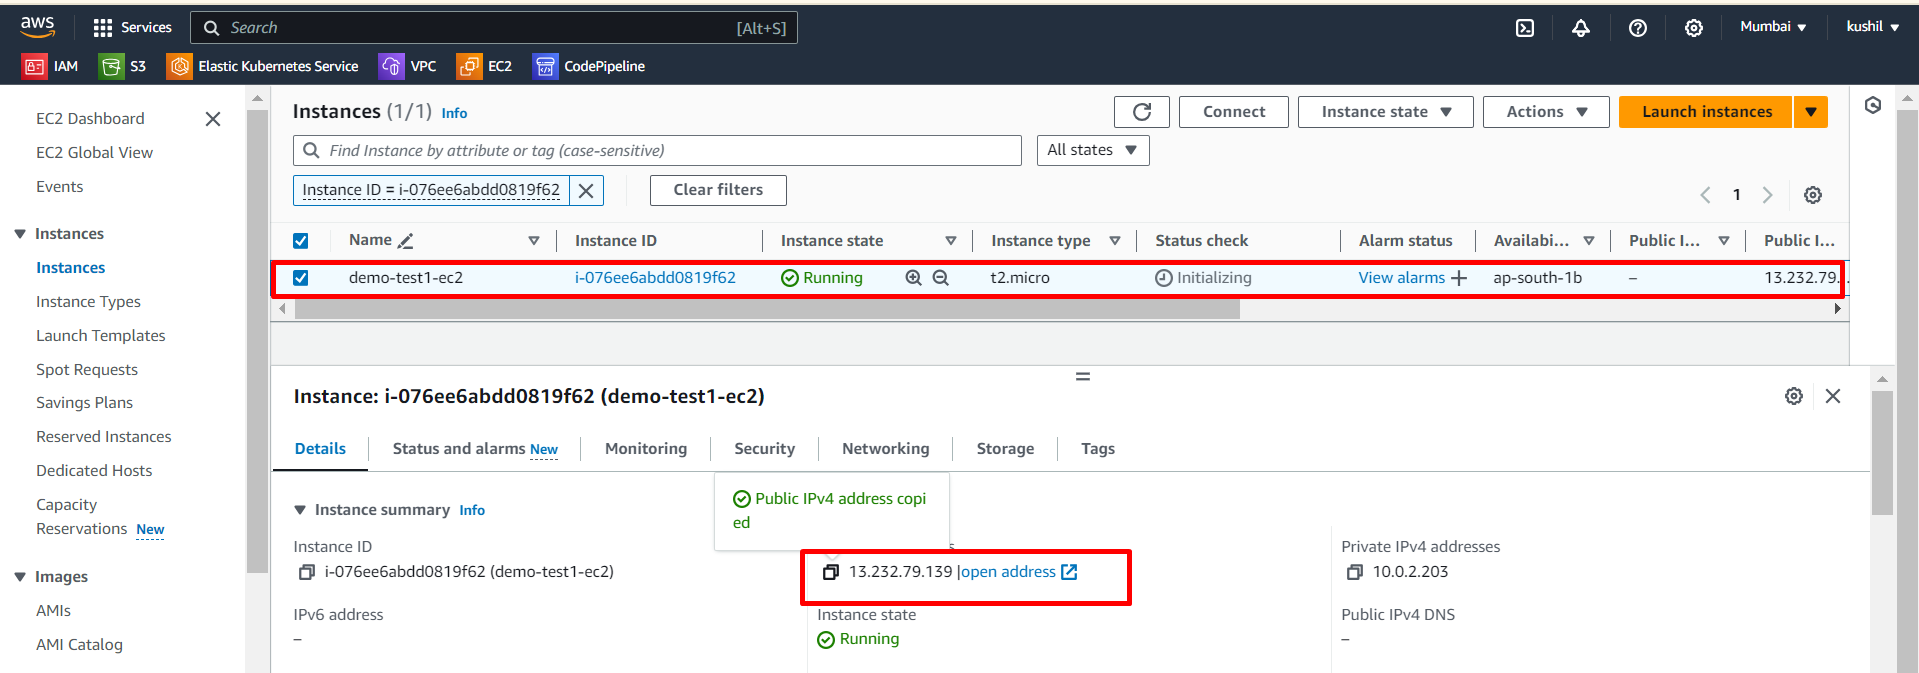 aws Services Search [Alt+S] Mumbai kushil
IAM S3 Elastic Kubernetes Service VPC EC2 CodePipeline
EC2 Dashboard
EC2 Global View
Events
Instances
Instances
Instance Types
Launch Templates
Spot Requests
Savings Plans
Reserved Instances
Dedicated Hosts
Capacity
Reservations New
Images
AMIs
AMI Catalog
Instances (1/1) Info Connect Instance state Actions Launch instances
Find Instance by attribute or tag (case-sensitive) All states
Instance ID = i-076ee6abdd0819f62 Clear filters 1
Name Instance ID Instance state Instance type Status check Alarm status Availabi... Public I... Public I...
demo-test1-ec2 i-076ee6abdd0819f62 Running t2.micro Initializing View alarms + ap-south-1b – 13.232.79...
Instance: i-076ee6abdd0819f62 (demo-test1-ec2)
Details Status and alarms New Monitoring Security Networking Storage Tags
Public IPv4 address copi
ed
Instance summary Info
Instance ID
i-076ee6abdd0819f62 (demo-test1-ec2)
13.232.79.139 |open address
Private IPv4 addresses
10.0.2.203
IPv6 address
–
Instance state
Running
Public IPv4 DNS
–